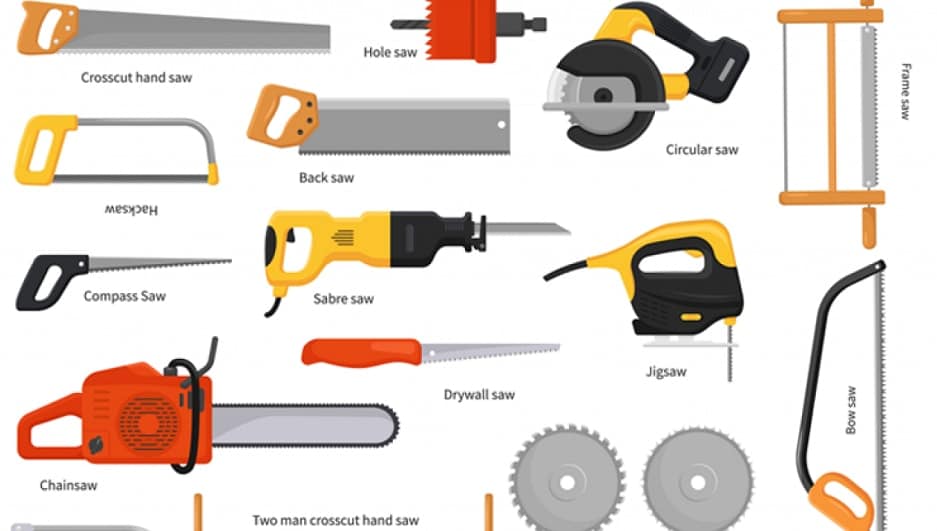 Hole saw
Crosscut hand saw
Frame saw
Circular saw
Back saw
Hacksaw
Compass Saw
Sabre saw
Jigsaw
Drywall saw
Bow saw
Chainsaw
Two man crosscut hand saw